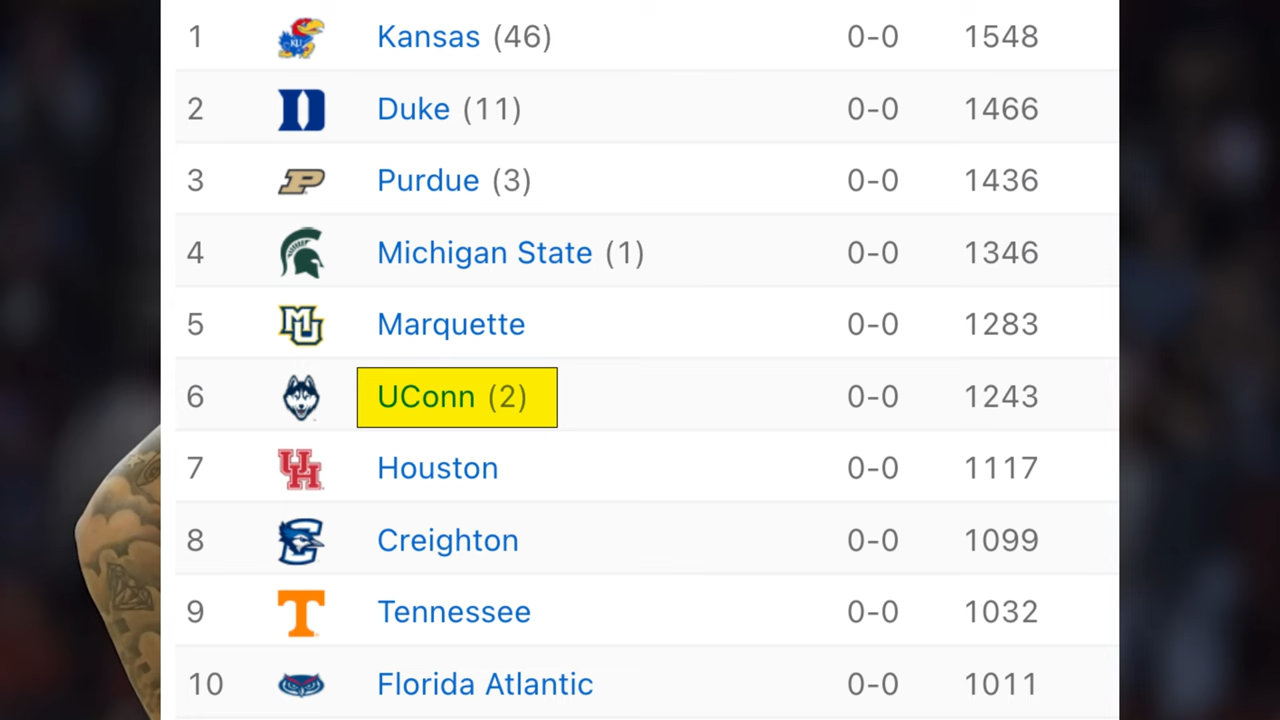 1 Kansas (46) 0-0 1548
2 Duke (11) 0-0 1466
3 Purdue (3) 0-0 1436
4 Michigan State (1) 0-0 1346
5 Marquette 0-0 1283
6 UConn (2) 0-0 1243
7 Houston 0-0 1117
8 Creighton 0-0 1099
9 Tennessee 0-0 1032
10 Florida Atlantic 0-0 1011